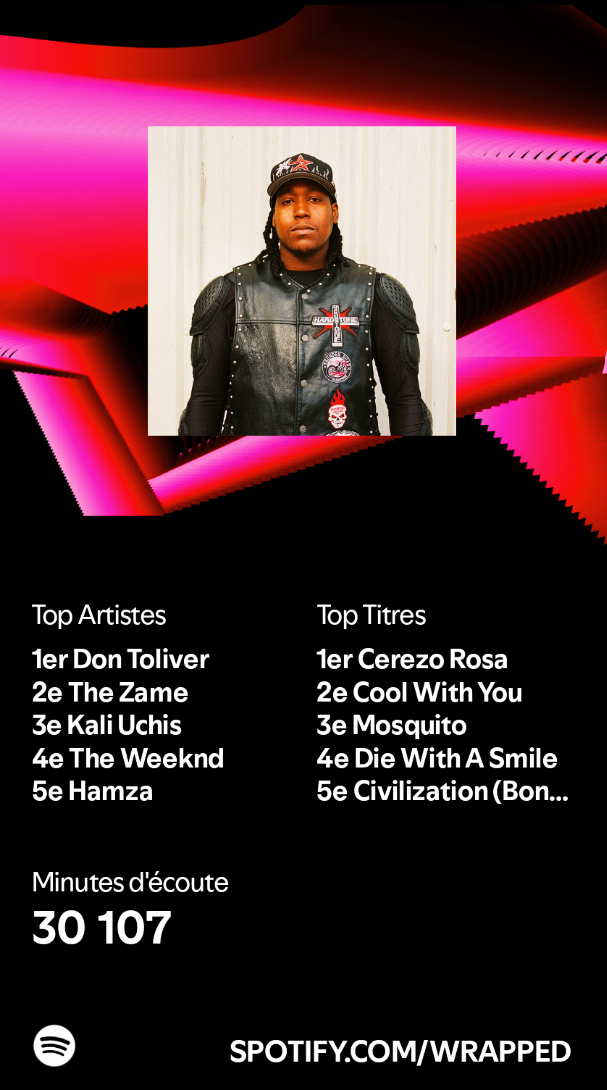 HARDSTONE
Top Artistes
1er Don Toliver
2e The Zame
3e Kali Uchis
4e The Weeknd
5e Hamza
Top Titres
1er Cerezo Rosa
2e Cool With You
3e Mosquito
4e Die With A Smile
5e Civilization (Bon...
Minutes d'écoute
30 107
SPOTIFY.COM/WRAPPED